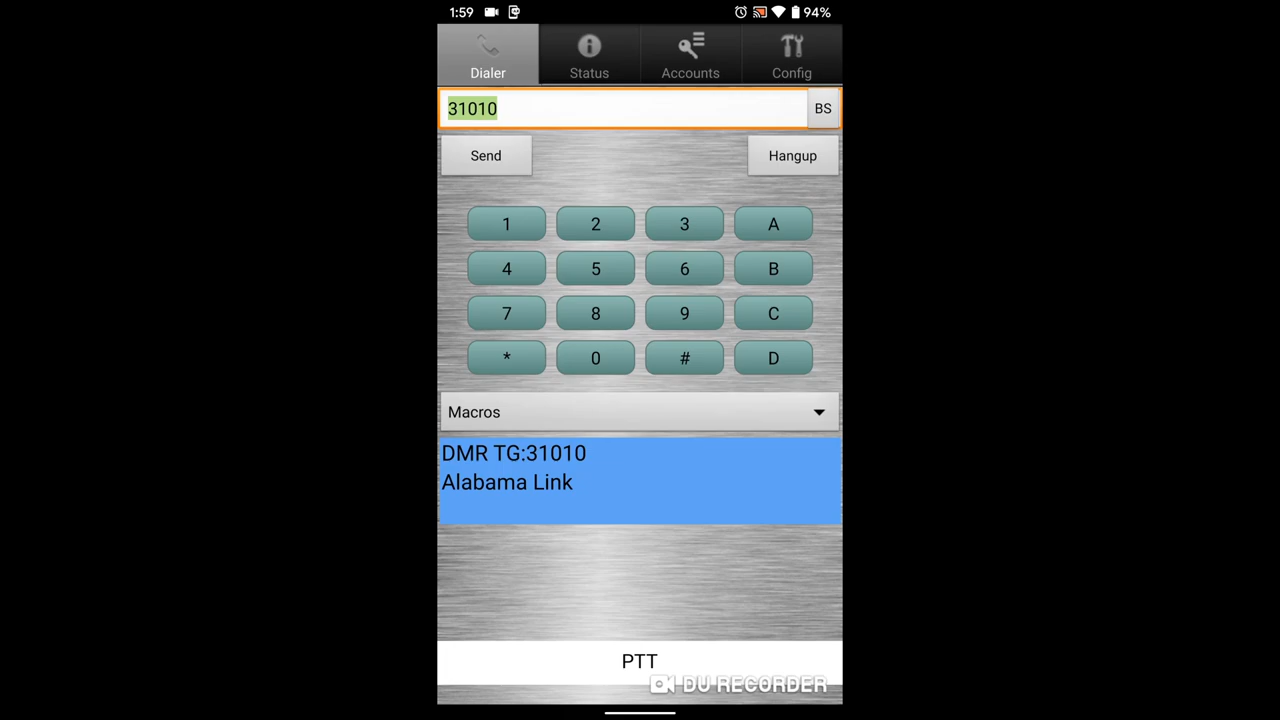 1:59 94%
Dialer Status Accounts Config
31010 BS
Send Hangup
1 2 3 A
4 5 6 B
7 8 9 C
* 0 # D
Macros
DMR TG:31010
Alabama Link
PTT
DU RECORDER